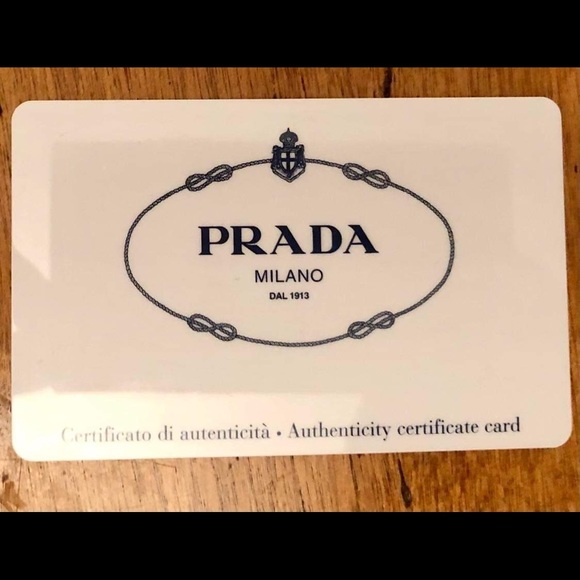 PRADA
MILANO
DAL 1913
Certificato di autenticità • Authenticity certificate card